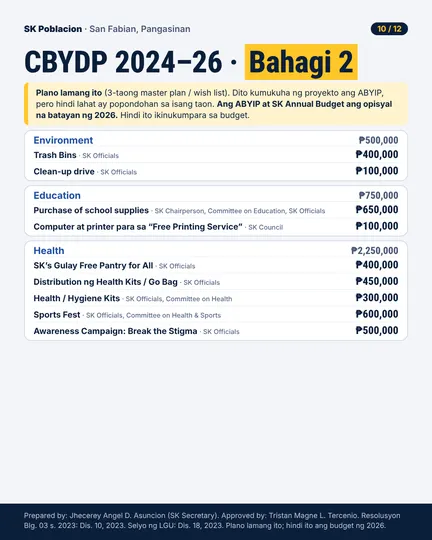 SK Poblacion · San Fabian, Pangasinan
10 / 12
CBYDP 2024–26 · Bahagi 2
Plano lamang ito (3-taong master plan / wish list). Dito kumukuha ng proyekto ang ABYIP,
pero hindi lahat ay popondohan sa isang taon. Ang ABYIP at SK Annual Budget ang opisyal
na batayan ng 2026. Hindi ito ikinukumpara sa budget.
Environment ₱500,000
Trash Bins · SK Officials ₱400,000
Clean-up drive · SK Officials ₱100,000
Education ₱750,000
Purchase of school supplies · SK Chairperson, Committee on Education, SK Officials ₱650,000
Computer at printer para sa “Free Printing Service” · SK Council ₱100,000
Health ₱2,250,000
SK’s Gulay Free Pantry for All · SK Officials ₱400,000
Distribution ng Health Kits / Go Bag · SK Officials ₱450,000
Health / Hygiene Kits · SK Officials, Committee on Health ₱300,000
Sports Fest · SK Officials, Committee on Health & Sports ₱600,000
Awareness Campaign: Break the Stigma · SK Officials ₱500,000
Prepared by: Jhecerey Angel D. Asuncion (SK Secretary). Approved by: Tristan Magne L. Tercenio. Resolusyon
Blg. 03 s. 2023: Dis. 10, 2023. Selyo ng LGU: Dis. 18, 2023. Plano lamang ito; hindi ito ang budget ng 2026.